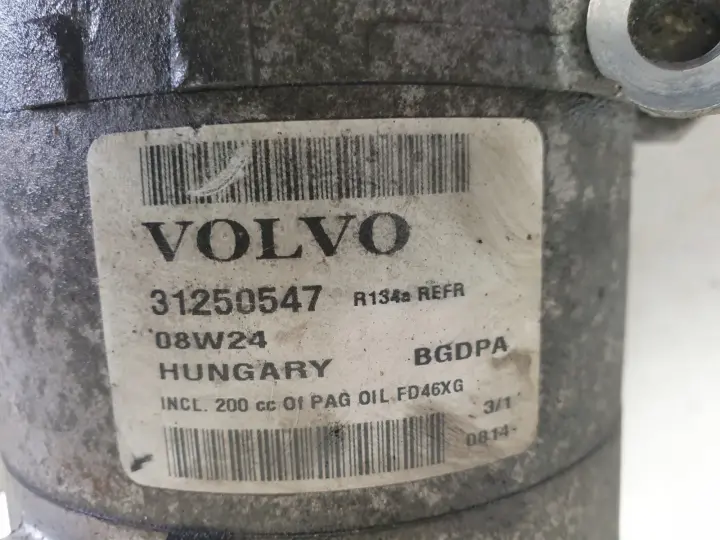 VOLVO
31250547 R134a REFR
08W24
HUNGARY BGDPA
INCL. 200 cc Of PAG OIL FD46XG
3/1
0814-